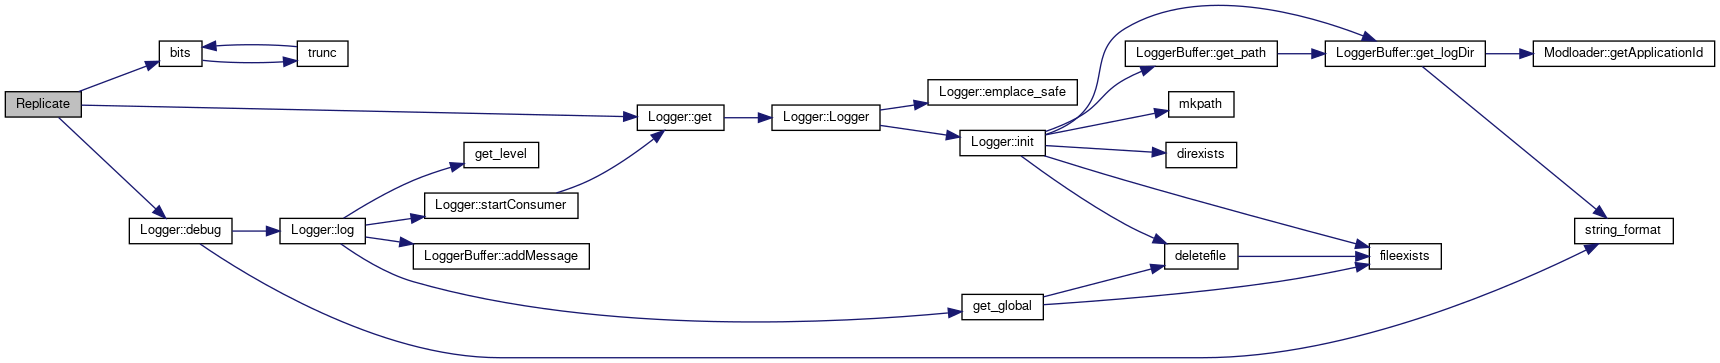 Replicate
bits
trunc
Logger::get
Logger::Logger
Logger::emplace_safe
Logger::init
LoggerBuffer::get_path
LoggerBuffer::get_logDir
Modloader::getApplicationId
mkpath
direxists
get_level
Logger::startConsumer
Logger::debug
Logger::log
LoggerBuffer::addMessage
deletefile
fileexists
string_format
get_global